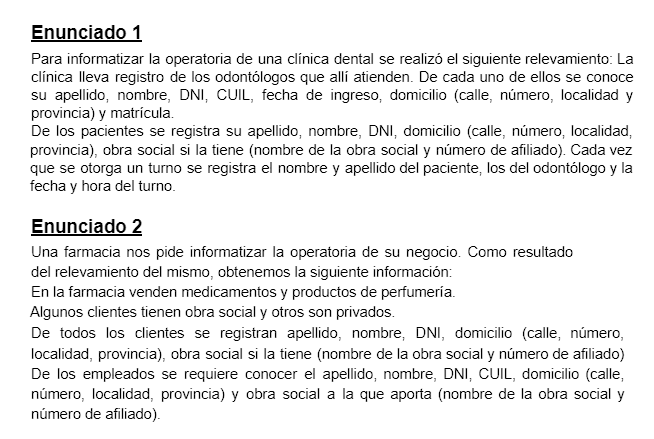 Enunciado 1
Para informatizar la operatoria de una clínica dental se realizó el siguiente relevamiento: La
clínica lleva registro de los odontólogos que allí atienden. De cada uno de ellos se conoce
su apellido, nombre, DNI, CUIL, fecha de ingreso, domicilio (calle, número, localidad y
provincia) y matrícula.
De los pacientes se registra su apellido, nombre, DNI, domicilio (calle, número, localidad,
provincia), obra social si la tiene (nombre de la obra social y número de afiliado). Cada vez
que se otorga un turno se registra el nombre y apellido del paciente, los del odontólogo y la
fecha y hora del turno.
Enunciado 2
Una farmacia nos pide informatizar la operatoria de su negocio. Como resultado
del relevamiento del mismo, obtenemos la siguiente información:
En la farmacia venden medicamentos y productos de perfumería.
Algunos clientes tienen obra social y otros son privados.
De todos los clientes se registran apellido, nombre, DNI, domicilio (calle, número,
localidad, provincia), obra social si la tiene (nombre de la obra social y número de afiliado)
De los empleados se requiere conocer el apellido, nombre, DNI, CUIL, domicilio (calle,
número, localidad, provincia) y obra social a la que aporta (nombre de la obra social y
número de afiliado).